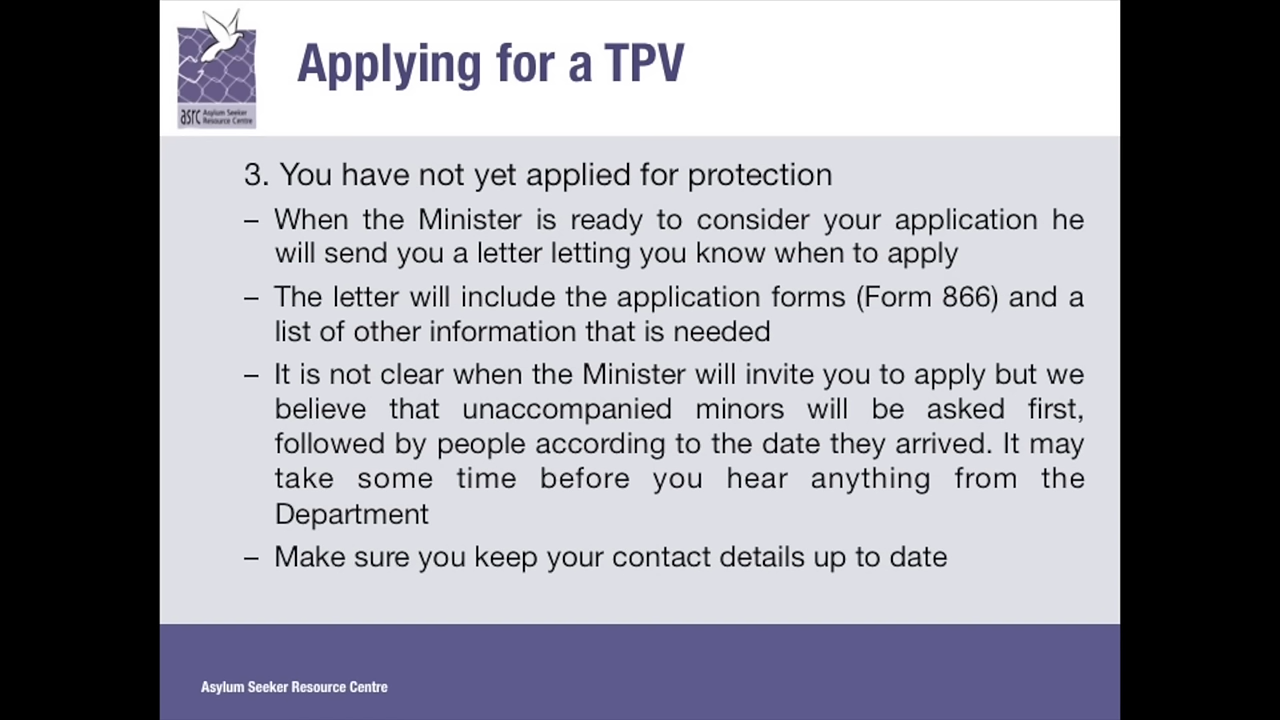 Applying for a TPV
asrc Asylum Seeker
Resource Centre
3. You have not yet applied for protection
– When the Minister is ready to consider your application he
will send you a letter letting you know when to apply
– The letter will include the application forms (Form 866) and a
list of other information that is needed
– It is not clear when the Minister will invite you to apply but we
believe that unaccompanied minors will be asked first,
followed by people according to the date they arrived. It may
take some time before you hear anything from the
Department
– Make sure you keep your contact details up to date
Asylum Seeker Resource Centre